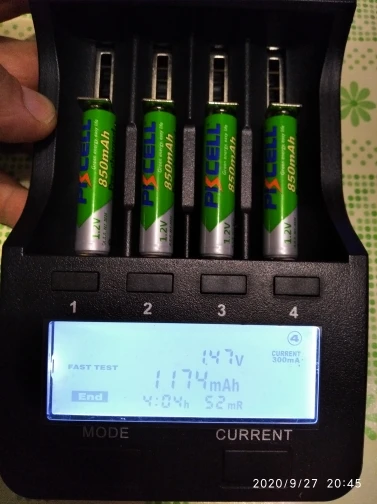 PKCELL 850mAh 1.2V
PKCELL 850mAh 1.2V
PKCELL 850mAh 1.2V
PKCELL 850mAh 1.2V
1 2 3 4
4
1.47V
CURRENT
300mA
FAST TEST
1174mAh
End
4:04h 52mR
MODE CURRENT
2020/9/27 20:45